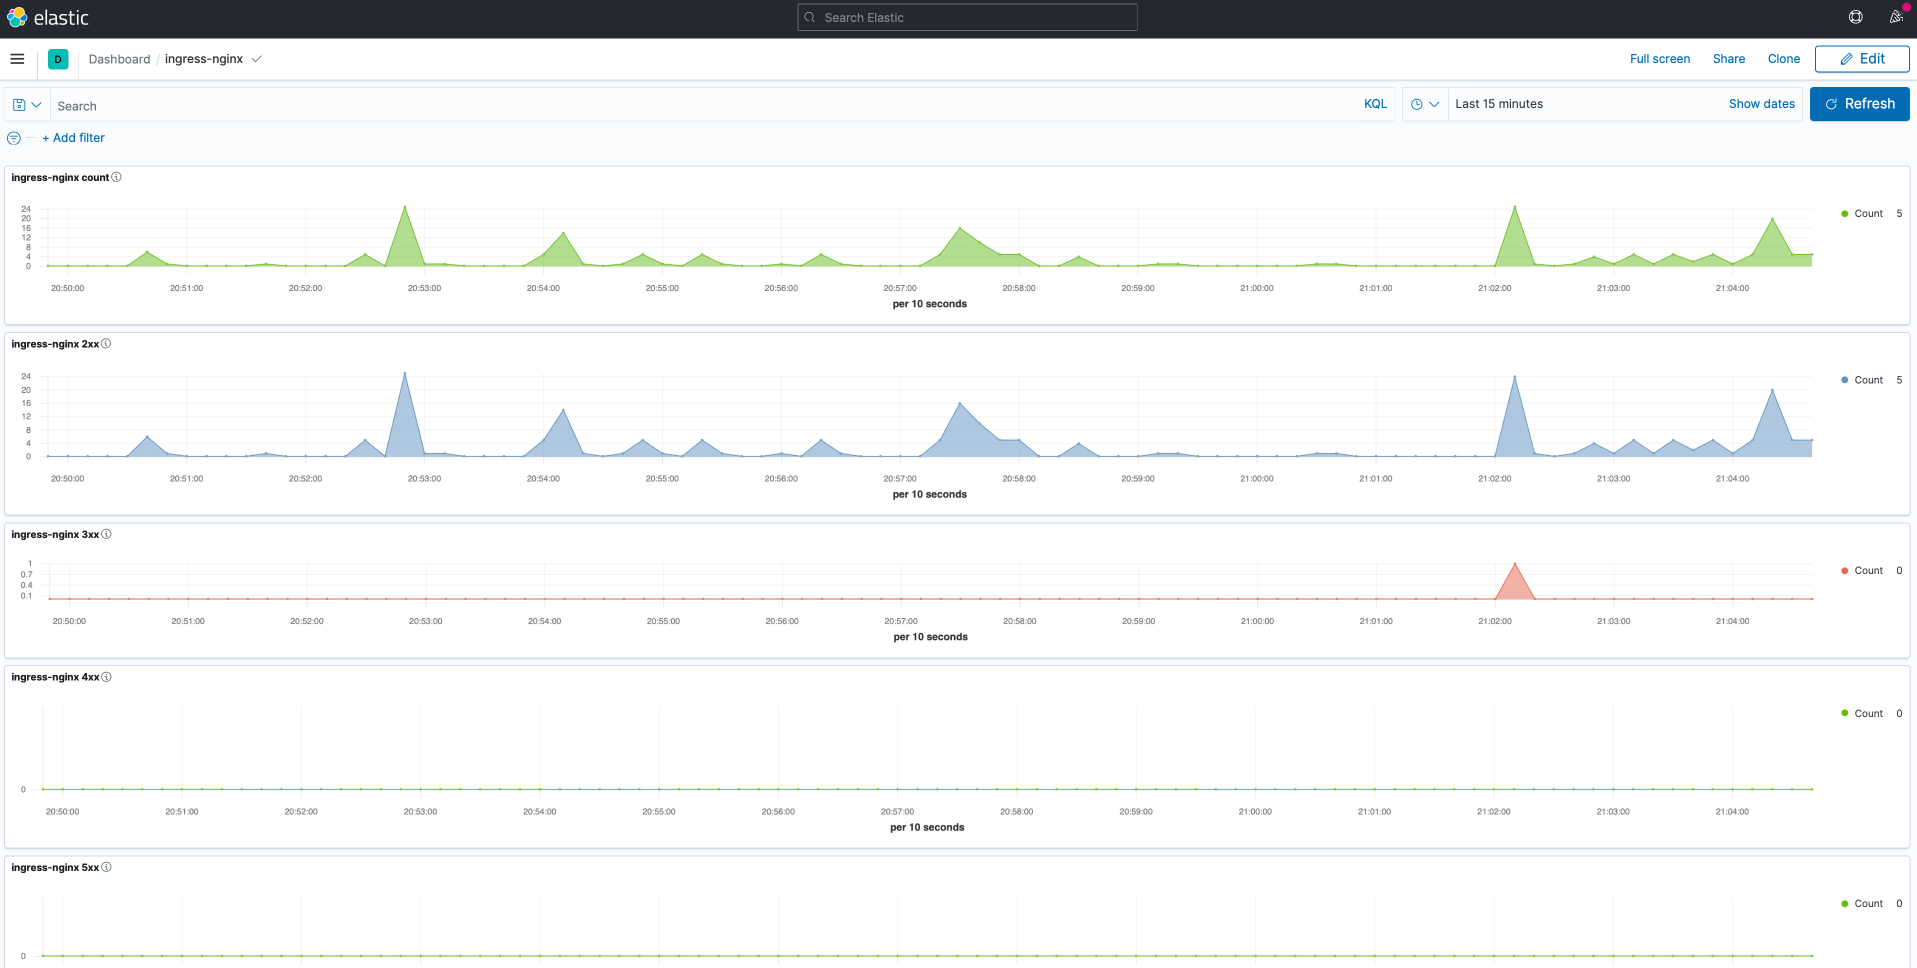 elastic
Search Elastic
D
Dashboard / ingress-nginx
Full screen
Share
Clone
Edit
Search
KQL
Last 15 minutes
Show dates
Refresh
+ Add filter
ingress-nginx count
24
20
16
12
8
4
0
20:50:00 20:51:00 20:52:00 20:53:00 20:54:00 20:55:00 20:56:00 20:57:00 20:58:00 20:59:00 21:00:00 21:01:00 21:02:00 21:03:00 21:04:00
per 10 seconds
Count 5
ingress-nginx 2xx
24
20
16
12
8
4
0
20:50:00 20:51:00 20:52:00 20:53:00 20:54:00 20:55:00 20:56:00 20:57:00 20:58:00 20:59:00 21:00:00 21:01:00 21:02:00 21:03:00 21:04:00
per 10 seconds
Count 5
ingress-nginx 3xx
1
0.7
0.4
0.1
20:50:00 20:51:00 20:52:00 20:53:00 20:54:00 20:55:00 20:56:00 20:57:00 20:58:00 20:59:00 21:00:00 21:01:00 21:02:00 21:03:00 21:04:00
per 10 seconds
Count 0
ingress-nginx 4xx
0
20:50:00 20:51:00 20:52:00 20:53:00 20:54:00 20:55:00 20:56:00 20:57:00 20:58:00 20:59:00 21:00:00 21:01:00 21:02:00 21:03:00 21:04:00
per 10 seconds
Count 0
ingress-nginx 5xx
0
Count 0